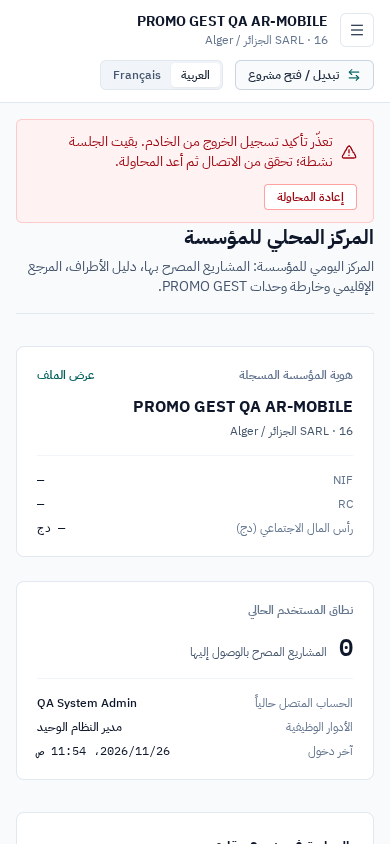 PROMO GEST QA AR-MOBILE
SARL · 16 الجزائر / Alger
تبديل / فتح مشروع
العربية
Français
تعذّر تأكيد تسجيل الخروج من الخادم. بقيت الجلسة
نشطة؛ تحقق من الاتصال ثم أعد المحاولة.
إعادة المحاولة
المركز المحلي للمؤسسة
المركز اليومي للمؤسسة: المشاريع المصرح بها، دليل الأطراف، المرجع
الإقليمي وخارطة وحدات PROMO GEST.
هوية المؤسسة المسجلة
عرض الملف
PROMO GEST QA AR-MOBILE
SARL · 16 الجزائر / Alger
NIF —
RC —
رأس المال الاجتماعي (دج) — دج
نطاق المستخدم الحالي
0 المشاريع المصرح بالوصول إليها
الحساب المتصل حالياً QA System Admin
الأدوار الوظيفية مدير النظام الوحيد
آخر دخول 2026/11/26، 11:54 ص